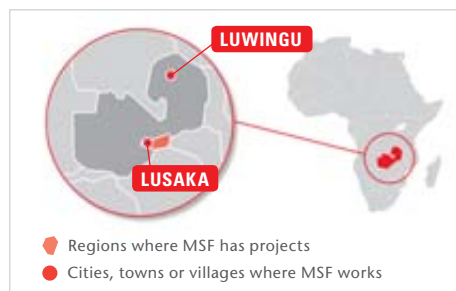 LUWINGU
LUSAKA
Regions where MSF has projects
Cities, towns or villages where MSF works